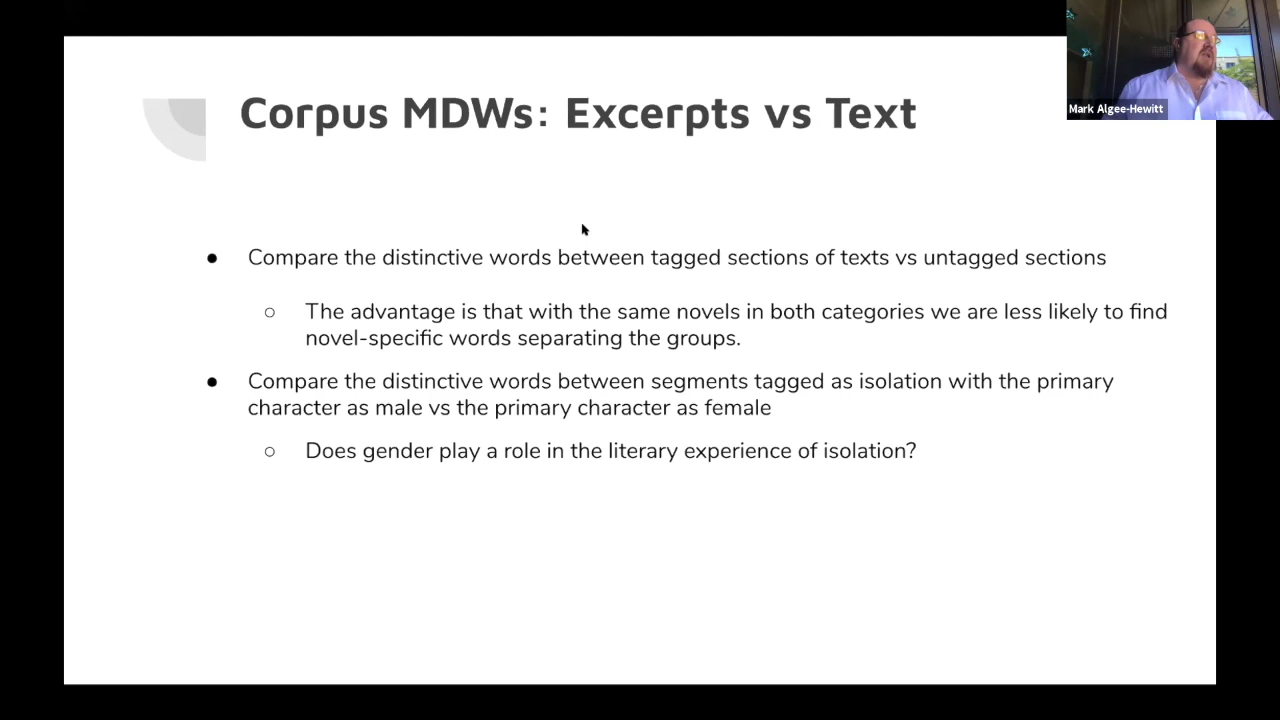 Corpus MDWs: Excerpts vs Text
Mark Algee-Hewitt
● Compare the distinctive words between tagged sections of texts vs untagged sections
○ The advantage is that with the same novels in both categories we are less likely to find
novel-specific words separating the groups.
● Compare the distinctive words between segments tagged as isolation with the primary
character as male vs the primary character as female
○ Does gender play a role in the literary experience of isolation?